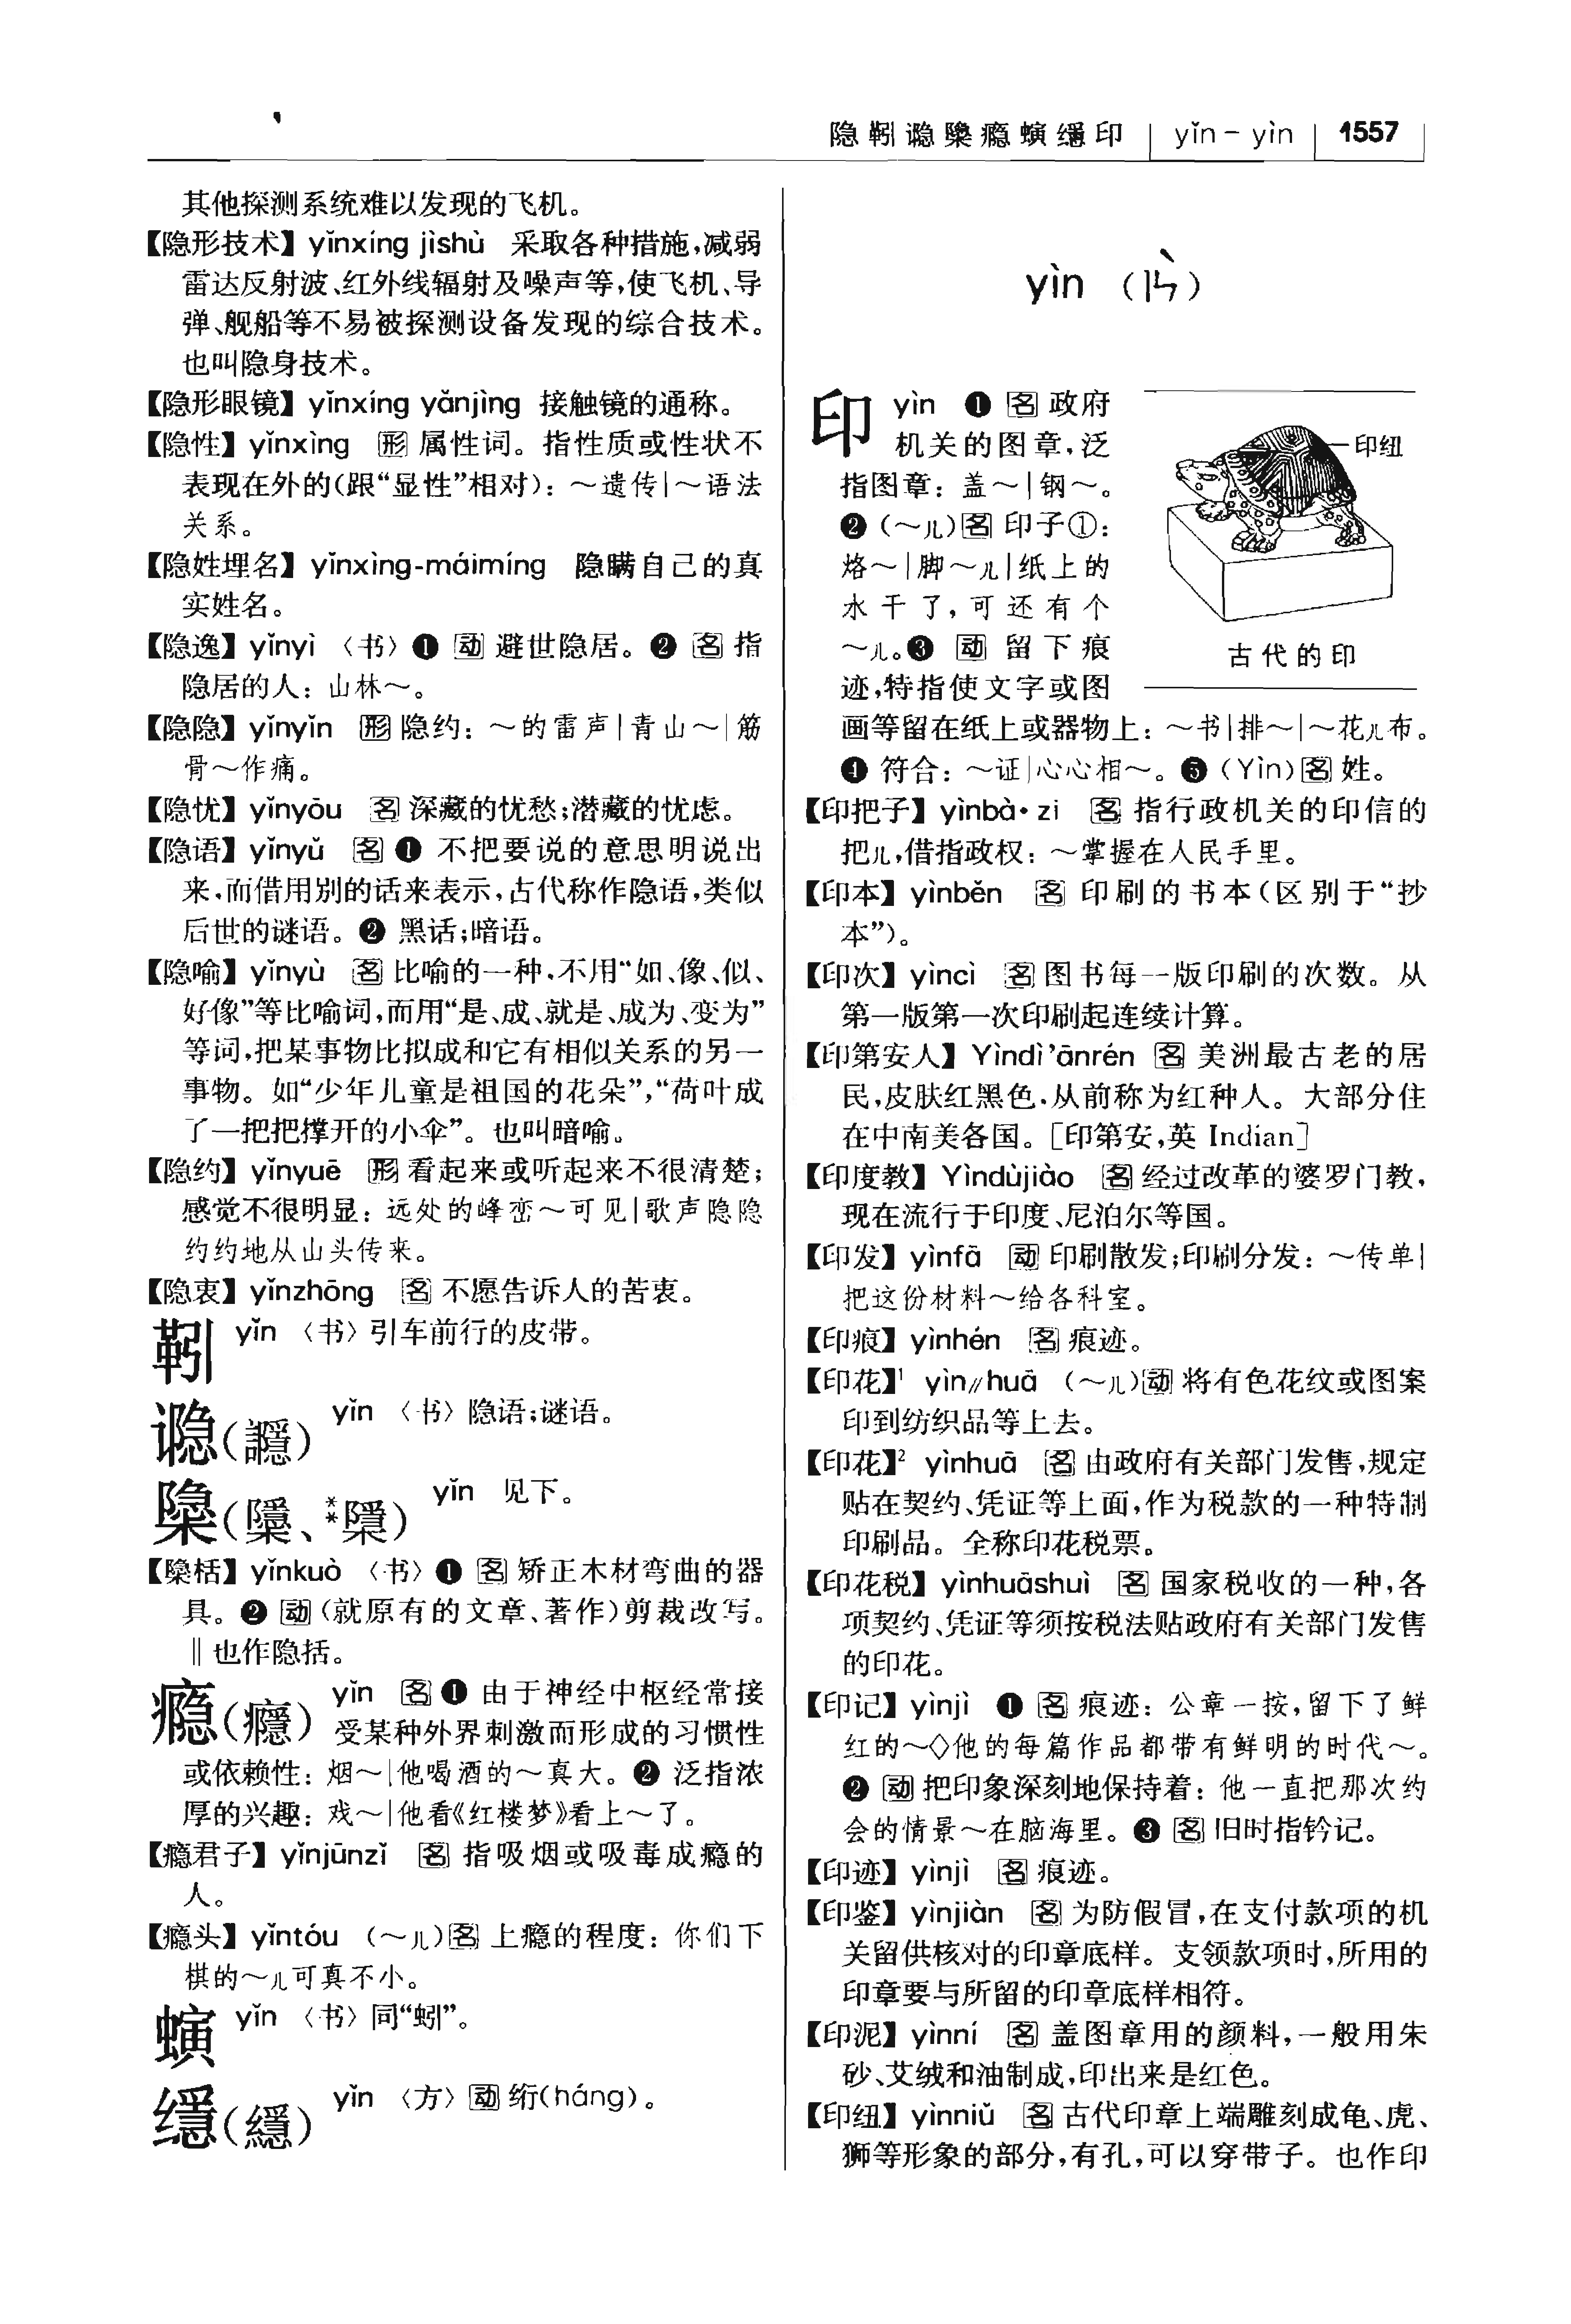 隐靷𬤇檃瘾螾𬙡印 yǐn－yìn 1557
其他探测系统难以发现的飞机。
【隐形技术】yǐnxíng jìshù 采取各种措施,减弱
雷达反射波、红外线辐射及噪声等,使飞机、导
弹、舰船等不易被探测设备发现的综合技术。
也叫隐身技术。
【隐形眼镜】yǐnxíng yǎnjìng 接触镜的通称。
【隐性】yǐnxìng 形 属性词。指性质或性状不
表现在外的(跟“显性”相对)：～遗传|～语法
关系。
【隐姓埋名】yǐnxìng-máimíng 隐瞒自己的真
实姓名。
【隐逸】yǐnyì 〈书〉❶ 动 避世隐居。❷ 名 指
隐居的人：山林～。
【隐隐】yǐnyǐn 形 隐约：～的雷声|青山～|筋
骨～作痛。
【隐忧】yǐnyōu 名 深藏的忧愁;潜藏的忧虑。
【隐语】yǐnyǔ 名 ❶ 不把要说的意思明说出
来,而借用别的话来表示,古代称作隐语,类似
后世的谜语。❷ 黑话;暗语。
【隐喻】yǐnyù 名 比喻的一种,不用“如、像、似、
好像”等比喻词,而用“是、成、就是、成为、变为”
等词,把某事物比拟成和它有相似关系的另一
事物。如“少年儿童是祖国的花朵”,“荷叶成
了一把把撑开的小伞”。也叫暗喻。
【隐约】yǐnyuē 形 看起来或听起来不很清楚;
感觉不很明显：远处的峰峦～可见|歌声隐隐
约约地从山头传来。
【隐衷】yǐnzhōng 名 不愿告诉人的苦衷。
靷 yǐn 〈书〉引车前行的皮带。
𬤇(讔) yǐn 〈书〉隐语;谜语。
檃(檼、**櫽) yǐn 见下。
【檃栝】yǐnkuò 〈书〉❶ 名 矫正木材弯曲的器
具。❷ 动 (就原有的文章、著作)剪裁改写。
‖ 也作隐括。
瘾(癮) yǐn 名 ❶ 由于神经中枢经常接
受某种外界刺激而形成的习惯性
或依赖性：烟～|他喝酒的～真大。❷ 泛指浓
厚的兴趣：戏～|他看《红楼梦》看上～了。
【瘾君子】yǐnjūnzǐ 名 指吸烟或吸毒成瘾的
人。
【瘾头】yǐntóu (～儿)名 上瘾的程度：你们下
棋的～儿可真不小。
螾 yǐn 〈书〉同“蚓”。
𬙡(繶) yǐn 〈方〉动 绗(háng)。
yìn (ㄧㄣˋ)
印 yìn ❶ 名 政府
机关的图章,泛
指图章：盖～|钢～。
❷ (～儿)名 印子①：
烙～|脚～儿|纸上的
水干了,可还有个
～儿。❸ 动 留下痕
迹,特指使文字或图
画等留在纸上或器物上：～书|排～|～花儿布。
❹ 符合：～证|心心相～。❺ (Yìn)名 姓。
印纽
古代的印
【印把子】yìnbà·zi 名 指行政机关的印信的
把儿,借指政权：～掌握在人民手里。
【印本】yìnběn 名 印刷的书本(区别于“抄
本”)。
【印次】yìncì 名 图书每一版印刷的次数。从
第一版第一次印刷起连续计算。
【印第安人】Yìndì’ānrén 名 美洲最古老的居
民,皮肤红黑色,从前称为红种人。大部分住
在中南美各国。[印第安,英 Indian]
【印度教】Yìndùjiào 名 经过改革的婆罗门教,
现在流行于印度、尼泊尔等国。
【印发】yìnfā 动 印刷散发;印刷分发：～传单|
把这份材料～给各科室。
【印痕】yìnhén 名 痕迹。
【印花】¹ yìn∥huā (～儿)动 将有色花纹或图案
印到纺织品等上去。
【印花】² yìnhuā 名 由政府有关部门发售,规定
贴在契约、凭证等上面,作为税款的一种特制
印刷品。全称印花税票。
【印花税】yìnhuāshuì 名 国家税收的一种,各
项契约、凭证等须按税法贴政府有关部门发售
的印花。
【印记】yìnjì ❶ 名 痕迹：公章一按,留下了鲜
红的～◇他的每篇作品都带有鲜明的时代～。
❷ 动 把印象深刻地保持着：他一直把那次约
会的情景～在脑海里。❸ 名 旧时指钤记。
【印迹】yìnjì 名 痕迹。
【印鉴】yìnjiàn 名 为防假冒,在支付款项的机
关留供核对的印章底样。支领款项时,所用的
印章要与所留的印章底样相符。
【印泥】yìnní 名 盖图章用的颜料,一般用朱
砂、艾绒和油制成,印出来是红色。
【印纽】yìnniǔ 名 古代印章上端雕刻成龟、虎、
狮等形象的部分,有孔,可以穿带子。也作印